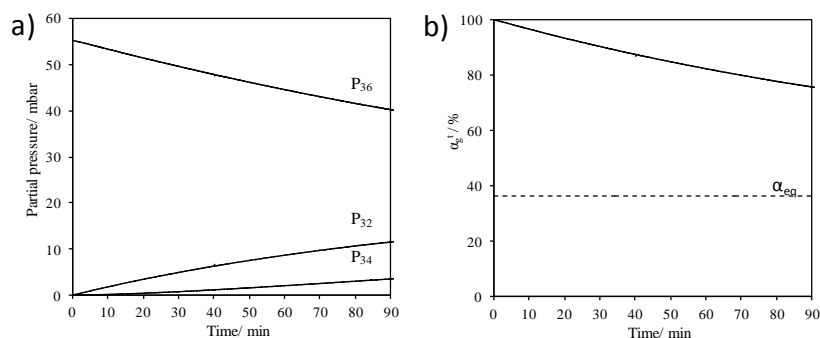 a)
60
50
40
30
20
10
0
Partial pressure/ mbar
P36
P32
P34
0 10 20 30 40 50 60 70 80 90
Time/ min
b)
100
80
60
40
20
0
αgᵗ / %
αeq
0 10 20 30 40 50 60 70 80 90
Time/ min